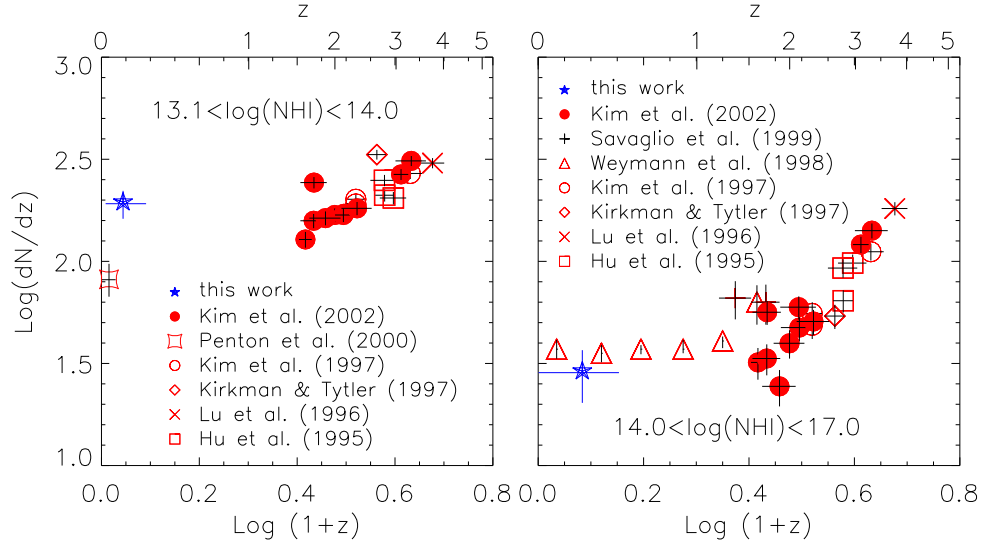 z
0 1 2 3 4 5
3.0
2.5
2.0
1.5
1.0
Log(dN/dz)
13.1<log(NHI)<14.0
this work
Kim et al. (2002)
Penton et al. (2000)
Kim et al. (1997)
Kirkman & Tytler (1997)
Lu et al. (1996)
Hu et al. (1995)
0.0 0.2 0.4 0.6 0.8
Log (1+z)
z
0 1 2 3 4 5
this work
Kim et al. (2002)
Savaglio et al. (1999)
Weymann et al. (1998)
Kim et al. (1997)
Kirkman & Tytler (1997)
Lu et al. (1996)
Hu et al. (1995)
14.0<log(NHI)<17.0
0.0 0.2 0.4 0.6 0.8
Log (1+z)